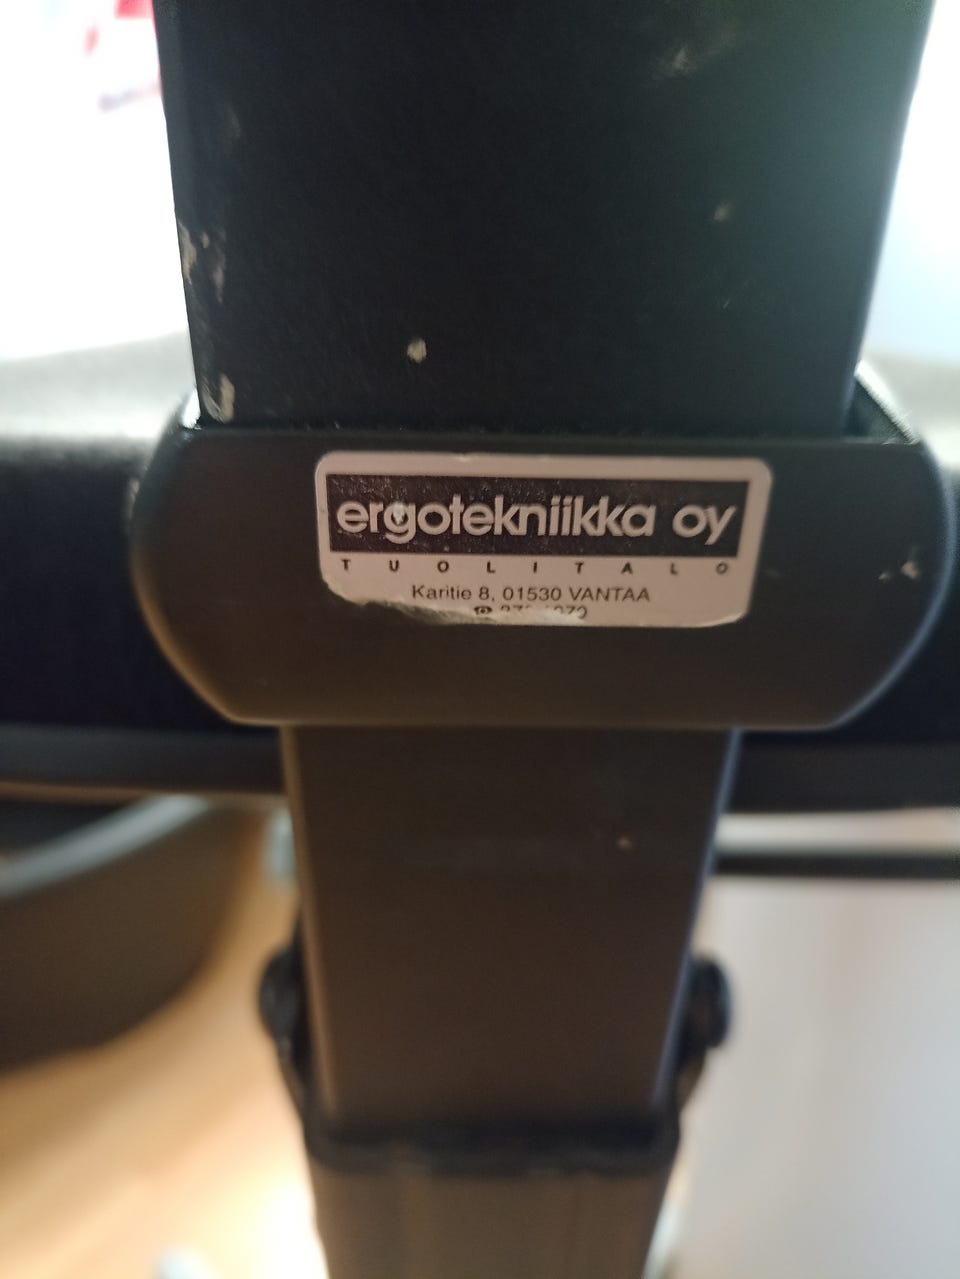 ergotekniikka oy
TUOLITALO
Karitie 8, 01530 VANTAA